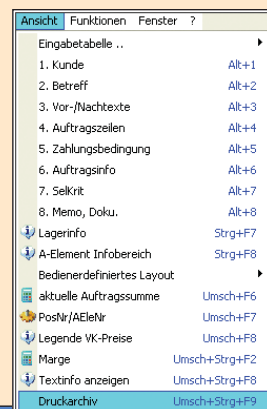 Ansicht Funktionen Fenster ?
Eingabetabelle ..
1. Kunde Alt+1
2. Betreff Alt+2
3. Vor-/Nachtexte Alt+3
4. Auftragszeilen Alt+4
5. Zahlungsbedingung Alt+5
6. Auftragsinfo Alt+6
7. SelKrit Alt+7
8. Memo, Doku. Alt+8
Lagerinfo Strg+F7
A-Element Infobereich Strg+F8
Bedienerdefiniertes Layout
aktuelle Auftragssumme Umsch+F6
PosNr/AEleNr Umsch+F7
Legende VK-Preise Umsch+F8
Marge Umsch+Strg+F2
Textinfo anzeigen Umsch+Strg+F8
Druckarchiv Umsch+Strg+F9